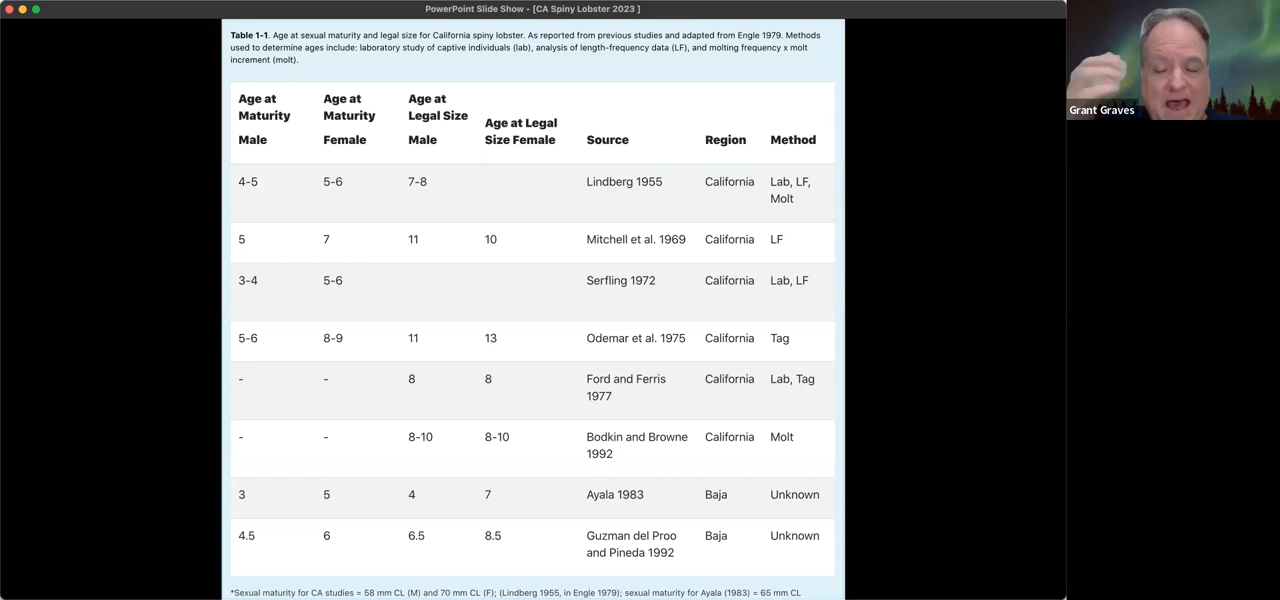 PowerPoint Slide Show - [CA Spiny Lobster 2023 ]
Table 1-1. Age at sexual maturity and legal size for California spiny lobster. As reported from previous studies and adapted from Engle 1979. Methods
used to determine ages include: laboratory study of captive individuals (lab), analysis of length-frequency data (LF), and molting frequency x molt
increment (molt).
Age at Maturity Male | Age at Maturity Female | Age at Legal Size Male | Age at Legal Size Female | Source | Region | Method
4-5 5-6 7-8 Lindberg 1955 California Lab, LF, Molt
5 7 11 10 Mitchell et al. 1969 California LF
3-4 5-6 Serfling 1972 California Lab, LF
5-6 8-9 11 13 Odemar et al. 1975 California Tag
- - 8 8 Ford and Ferris 1977 California Lab, Tag
- - 8-10 8-10 Bodkin and Browne 1992 California Molt
3 5 4 7 Ayala 1983 Baja Unknown
4.5 6 6.5 8.5 Guzman del Proo and Pineda 1992 Baja Unknown
*Sexual maturity for CA studies = 58 mm CL (M) and 70 mm CL (F); (Lindberg 1955, in Engle 1979); sexual maturity for Ayala (1983) = 65 mm CL
Grant Graves